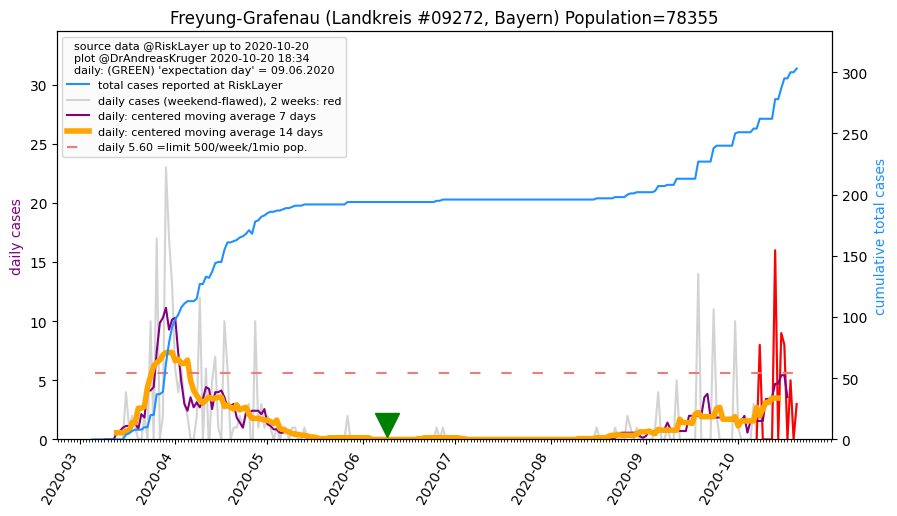 Freyung-Grafenau (Landkreis #09272, Bayern) Population=78355
source data @RiskLayer up to 2020-10-20
plot @DrAndreasKruger 2020-10-20 18:34
daily: (GREEN) 'expectation day' = 09.06.2020
total cases reported at RiskLayer
daily cases (weekend-flawed), 2 weeks: red
daily: centered moving average 7 days
daily: centered moving average 14 days
daily 5.60 =limit 500/week/1mio pop.
daily cases
30
25
20
15
10
5
0
cumulative total cases
300
250
200
150
100
50
0
2020-03
2020-04
2020-05
2020-06
2020-07
2020-08
2020-09
2020-10